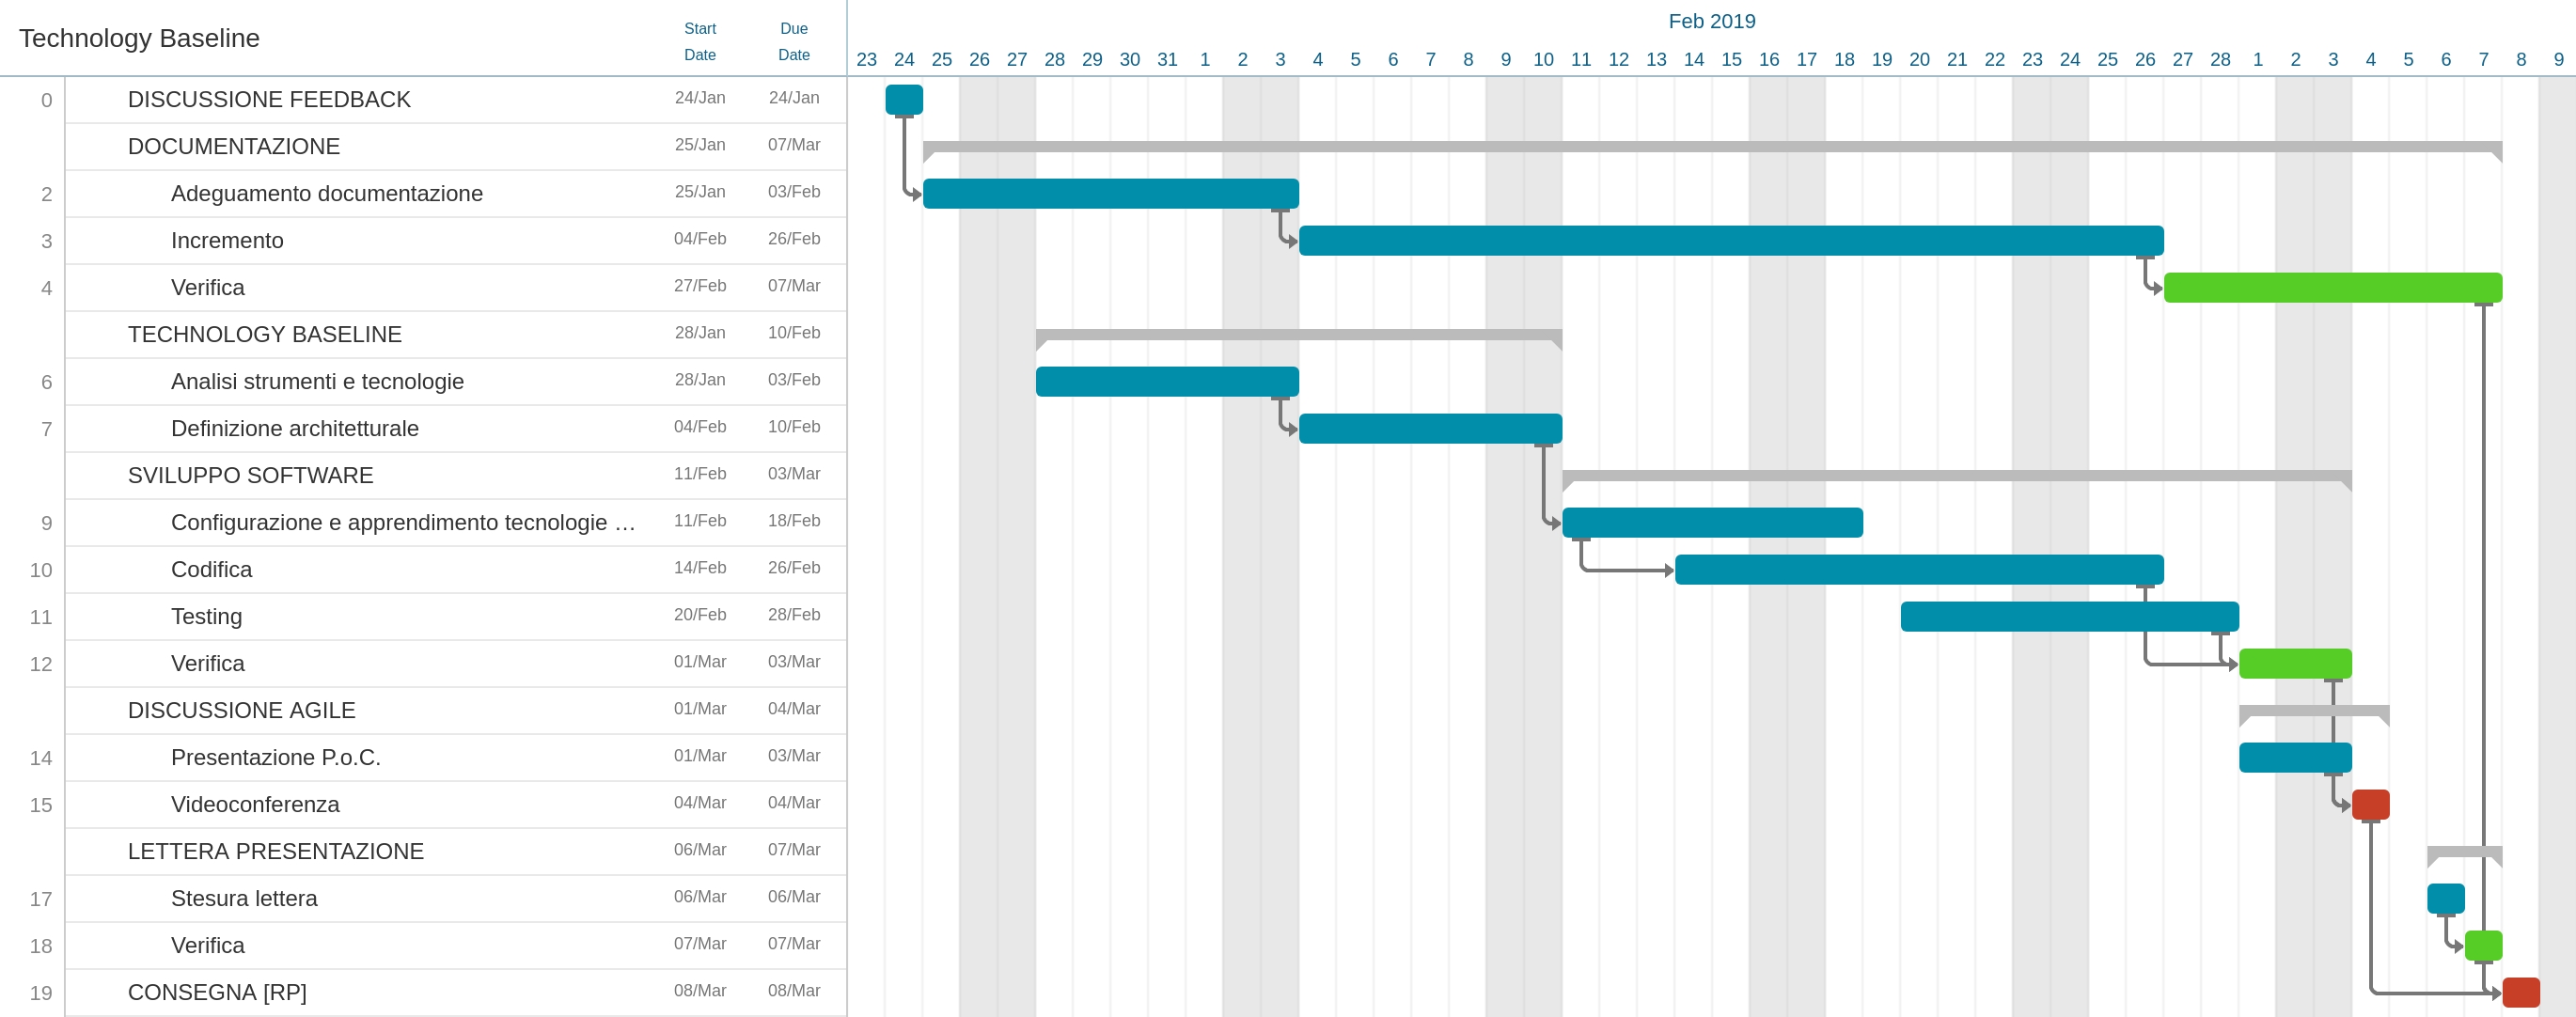 Technology Baseline
Start Date
Due Date
Feb 2019
23 24 25 26 27 28 29 30 31 1 2 3 4 5 6 7 8 9 10 11 12 13 14 15 16 17 18 19 20 21 22 23 24 25 26 27 28 1 2 3 4 5 6 7 8 9
0 DISCUSSIONE FEEDBACK 24/Jan 24/Jan
DOCUMENTAZIONE 25/Jan 07/Mar
2 Adeguamento documentazione 25/Jan 03/Feb
3 Incremento 04/Feb 26/Feb
4 Verifica 27/Feb 07/Mar
TECHNOLOGY BASELINE 28/Jan 10/Feb
6 Analisi strumenti e tecnologie 28/Jan 03/Feb
7 Definizione architetturale 04/Feb 10/Feb
SVILUPPO SOFTWARE 11/Feb 03/Mar
9 Configurazione e apprendimento tecnologie … 11/Feb 18/Feb
10 Codifica 14/Feb 26/Feb
11 Testing 20/Feb 28/Feb
12 Verifica 01/Mar 03/Mar
DISCUSSIONE AGILE 01/Mar 04/Mar
14 Presentazione P.o.C. 01/Mar 03/Mar
15 Videoconferenza 04/Mar 04/Mar
LETTERA PRESENTAZIONE 06/Mar 07/Mar
17 Stesura lettera 06/Mar 06/Mar
18 Verifica 07/Mar 07/Mar
19 CONSEGNA [RP] 08/Mar 08/Mar